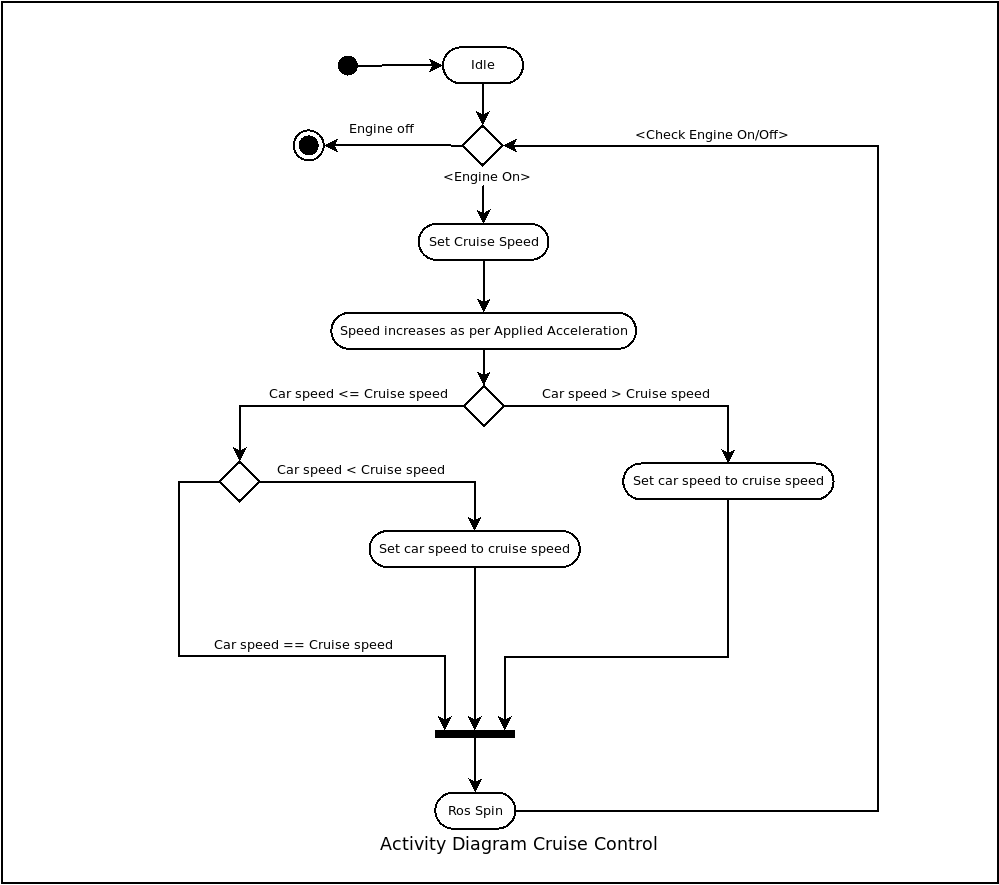 Idle
Engine off
<Check Engine On/Off>
<Engine On>
Set Cruise Speed
Speed increases as per Applied Acceleration
Car speed <= Cruise speed
Car speed > Cruise speed
Car speed < Cruise speed
Set car speed to cruise speed
Set car speed to cruise speed
Car speed == Cruise speed
Ros Spin
Activity Diagram Cruise Control